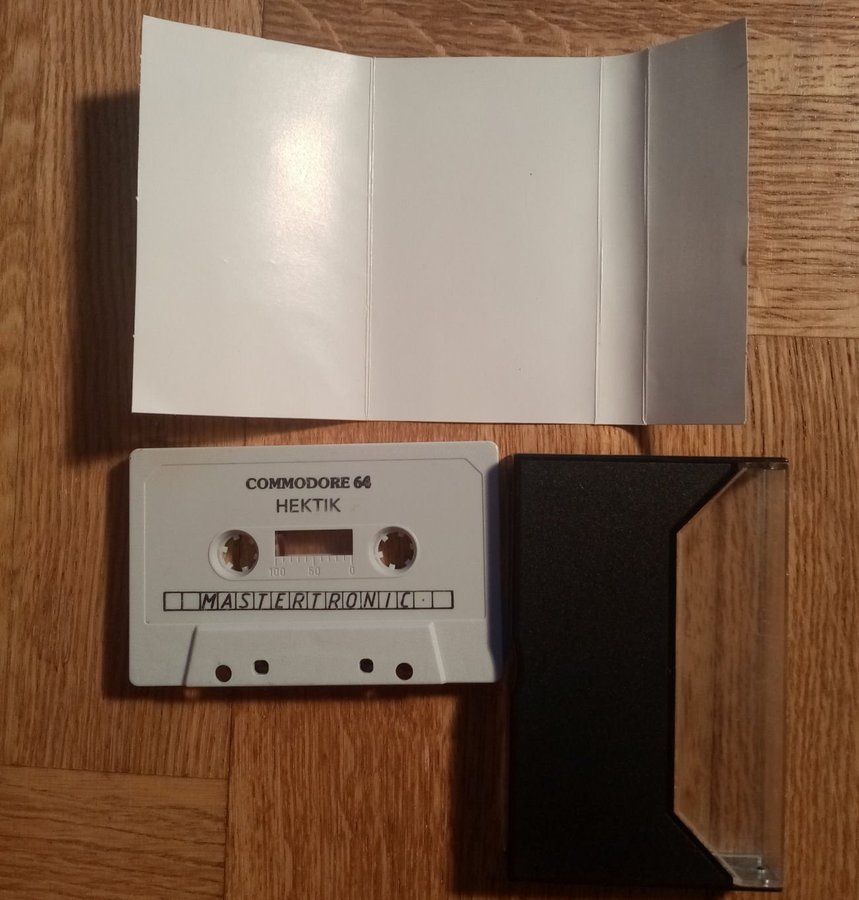 COMMODORE 64
HEKTIK
100 50 0
MASTERTRONIC